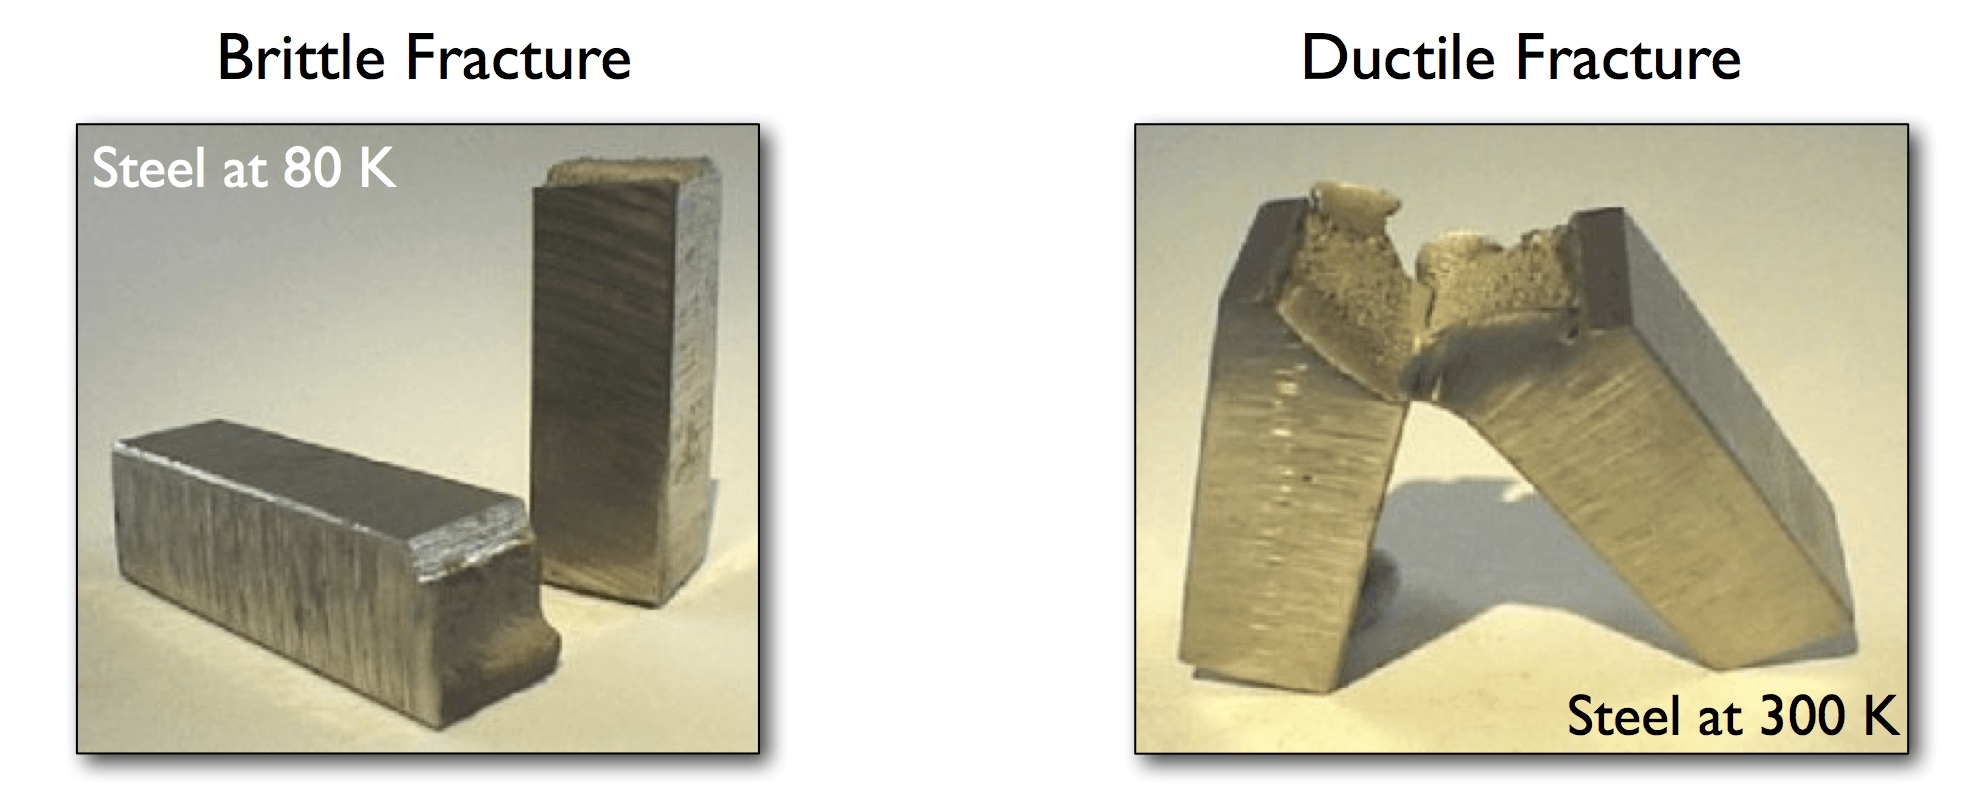 Brittle Fracture
Ductile Fracture
Steel at 80 K
Steel at 300 K